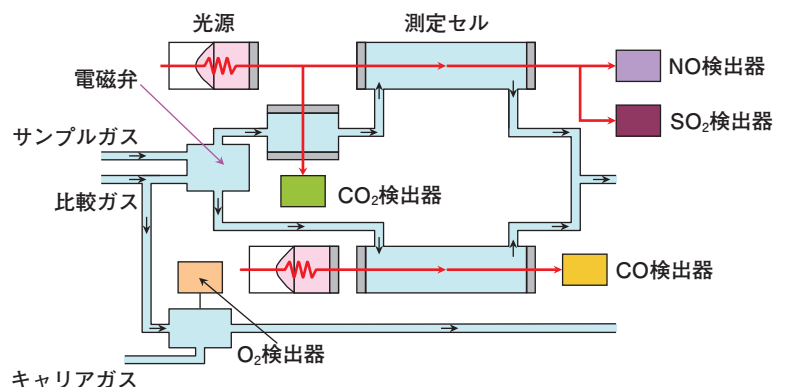 光源
測定セル
電磁弁
NO検出器
サンプルガス
SO₂検出器
比較ガス
CO₂検出器
CO検出器
O₂検出器
キャリアガス